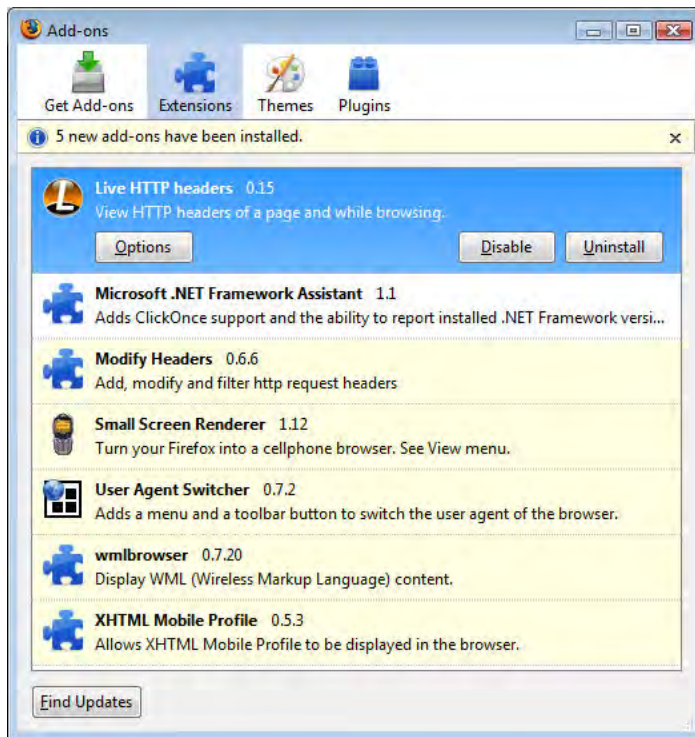 Add-ons
Get Add-ons Extensions Themes Plugins
5 new add-ons have been installed.
Live HTTP headers 0.15
View HTTP headers of a page and while browsing.
Options Disable Uninstall
Microsoft .NET Framework Assistant 1.1
Adds ClickOnce support and the ability to report installed .NET Framework versi...
Modify Headers 0.6.6
Add, modify and filter http request headers
Small Screen Renderer 1.12
Turn your Firefox into a cellphone browser. See View menu.
User Agent Switcher 0.7.2
Adds a menu and a toolbar button to switch the user agent of the browser.
wmlbrowser 0.7.20
Display WML (Wireless Markup Language) content.
XHTML Mobile Profile 0.5.3
Allows XHTML Mobile Profile to be displayed in the browser.
Find Updates